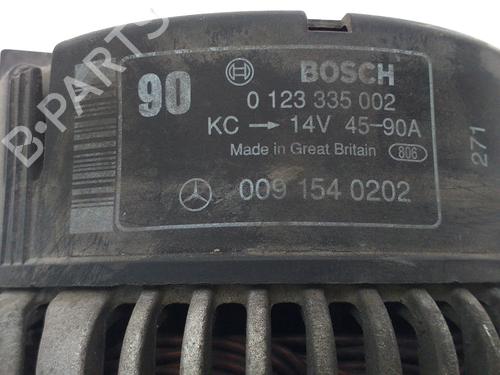 90 BOSCH
0 123 335 002
KC → 14V 45-90A
Made in Great Britain 806
009 154 0202
271
B-PARTS